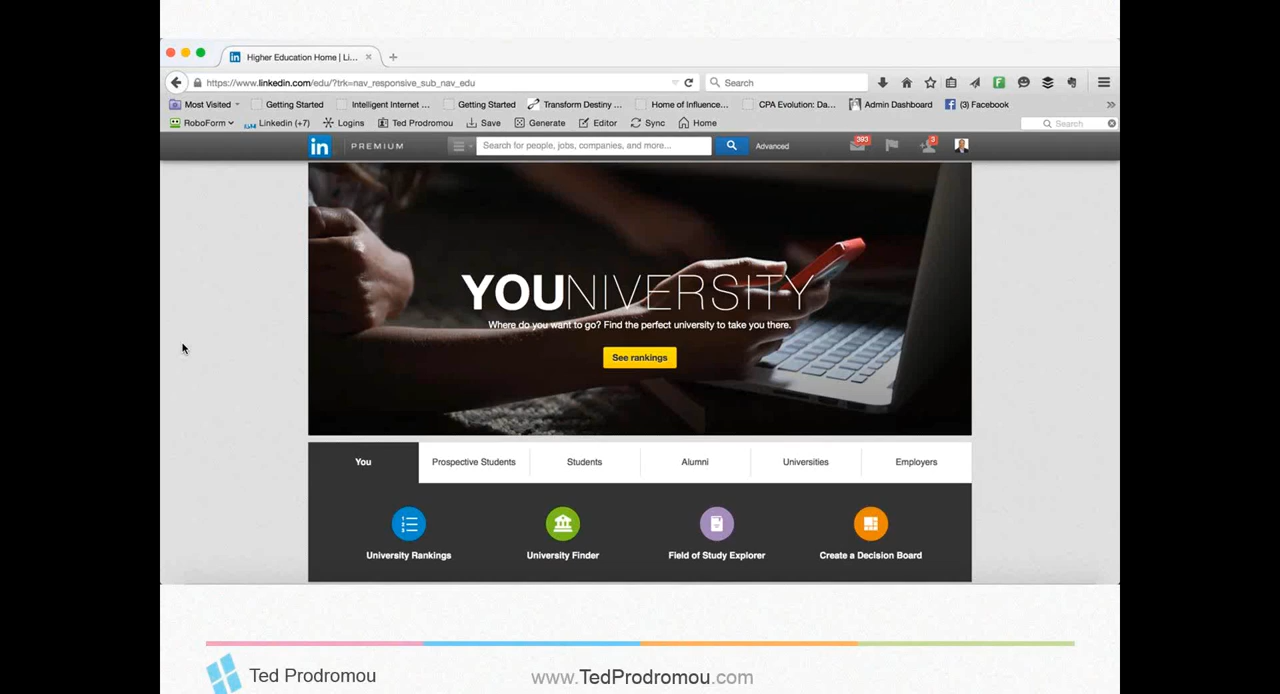 Higher Education Home | Li...
https://www.linkedin.com/edu/?trk=nav_responsive_sub_nav_edu
Search
Most Visited
Getting Started
Intelligent Internet ...
Getting Started
Transform Destiny ...
Home of Influence...
CPA Evolution: Da...
Admin Dashboard
(3) Facebook
RoboForm
Linkedin (+7)
Logins
Ted Prodromou
Save
Generate
Editor
Sync
Home
Search
in
PREMIUM
Search for people, jobs, companies, and more...
Advanced
393
3
YOUNIVERSITY
Where do you want to go? Find the perfect university to take you there.
See rankings
You
Prospective Students
Students
Alumni
Universities
Employers
University Rankings
University Finder
Field of Study Explorer
Create a Decision Board
Ted Prodromou
www.TedProdromou.com